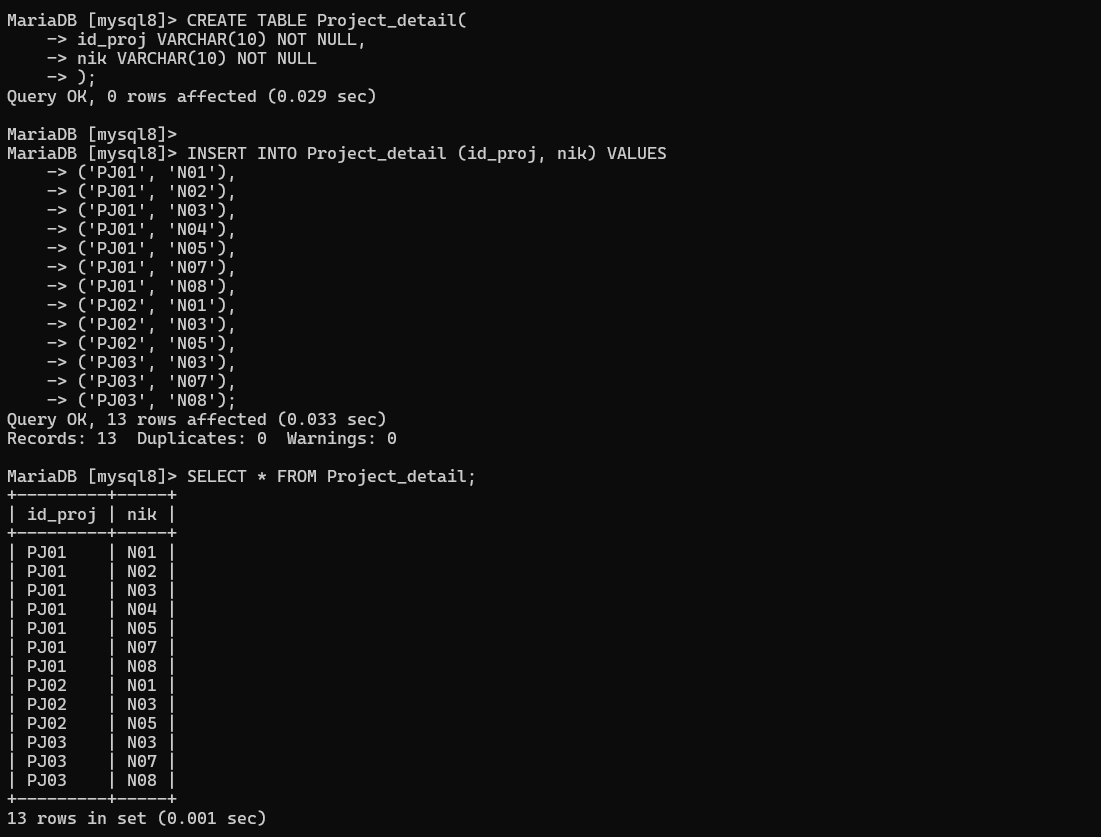 MariaDB [mysql8]> CREATE TABLE Project_detail(
    -> id_proj VARCHAR(10) NOT NULL,
    -> nik VARCHAR(10) NOT NULL
    -> );
Query OK, 0 rows affected (0.029 sec)

MariaDB [mysql8]>
MariaDB [mysql8]> INSERT INTO Project_detail (id_proj, nik) VALUES
    -> ('PJ01', 'N01'),
    -> ('PJ01', 'N02'),
    -> ('PJ01', 'N03'),
    -> ('PJ01', 'N04'),
    -> ('PJ01', 'N05'),
    -> ('PJ01', 'N07'),
    -> ('PJ01', 'N08'),
    -> ('PJ02', 'N01'),
    -> ('PJ02', 'N03'),
    -> ('PJ02', 'N05'),
    -> ('PJ03', 'N03'),
    -> ('PJ03', 'N07'),
    -> ('PJ03', 'N08');
Query OK, 13 rows affected (0.033 sec)
Records: 13  Duplicates: 0  Warnings: 0

MariaDB [mysql8]> SELECT * FROM Project_detail;
+---------+-----+
| id_proj | nik |
+---------+-----+
| PJ01    | N01 |
| PJ01    | N02 |
| PJ01    | N03 |
| PJ01    | N04 |
| PJ01    | N05 |
| PJ01    | N07 |
| PJ01    | N08 |
| PJ02    | N01 |
| PJ02    | N03 |
| PJ02    | N05 |
| PJ03    | N03 |
| PJ03    | N07 |
| PJ03    | N08 |
+---------+-----+
13 rows in set (0.001 sec)